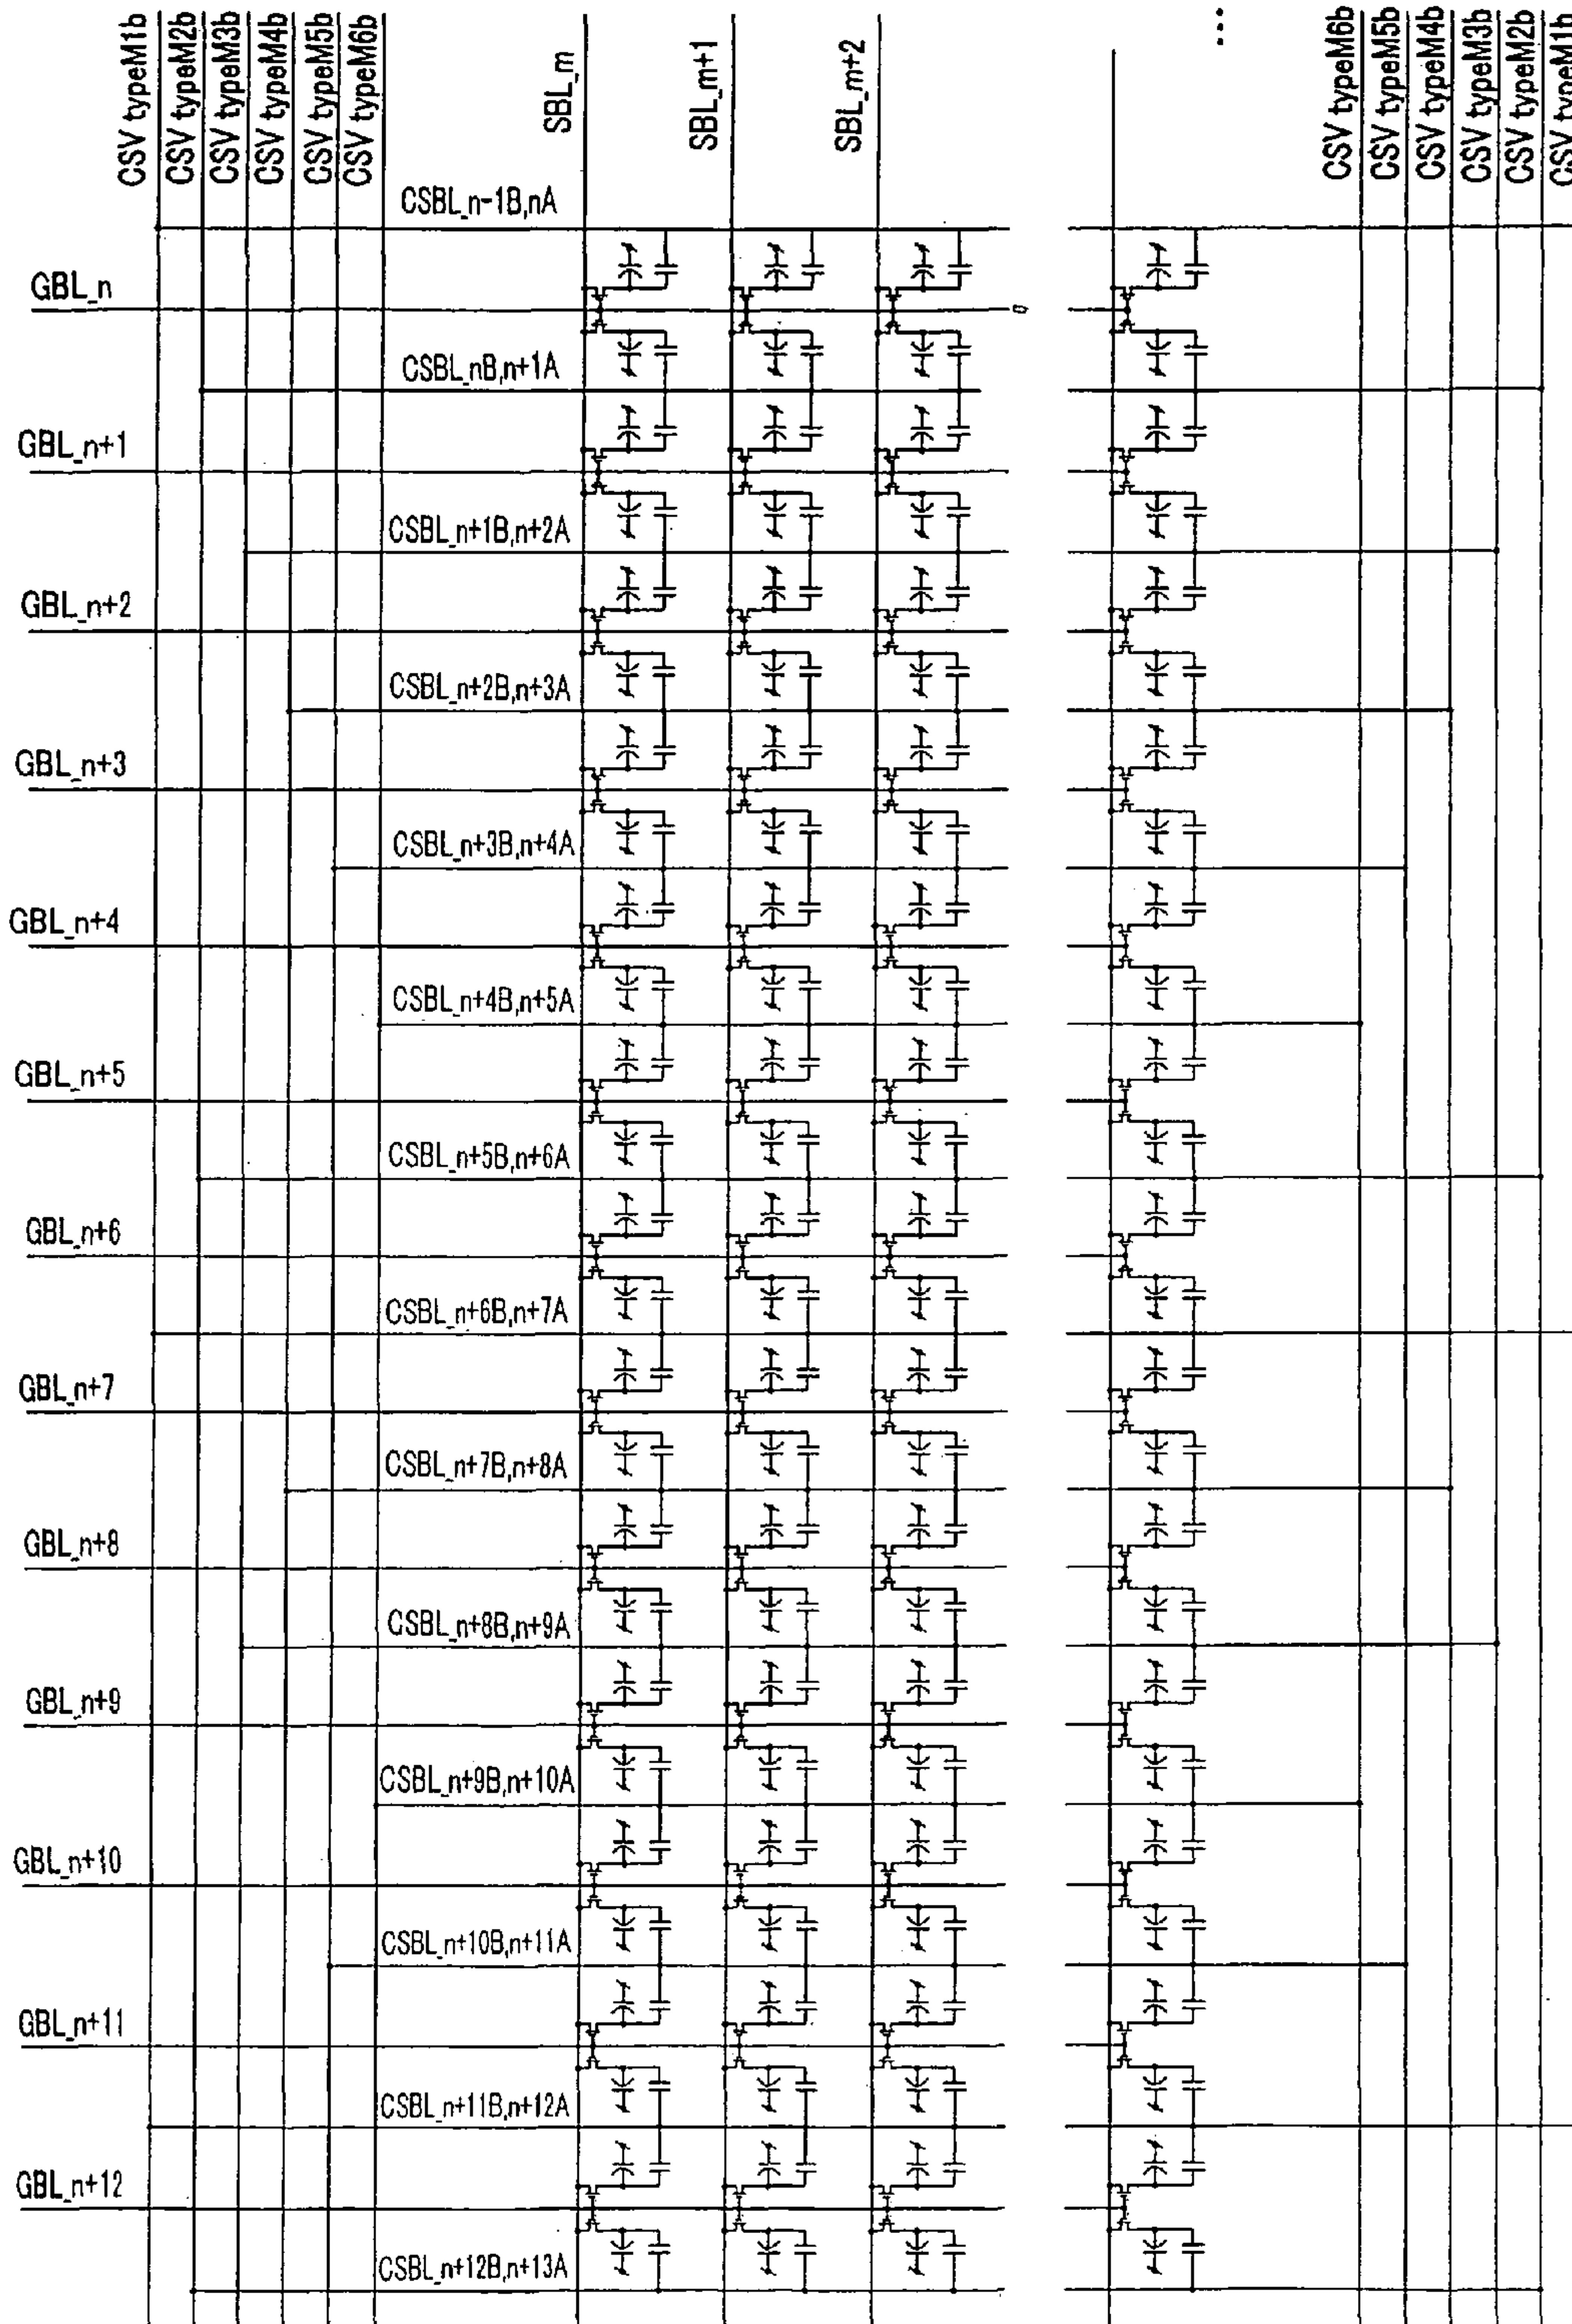 CSV typeM1b
CSV typeM2b
CSV typeM3b
CSV typeM4b
CSV typeM5b
CSV typeM6b
SBL_m
SBL_m+1
SBL_m+2
...
CSV typeM6b
CSV typeM5b
CSV typeM4b
CSV typeM3b
CSV typeM2b
CSV typeM1b
CSBL_n-1B,nA
GBL_n
CSBL_nB,n+1A
GBL_n+1
CSBL_n+1B,n+2A
GBL_n+2
CSBL_n+2B,n+3A
GBL_n+3
CSBL_n+3B,n+4A
GBL_n+4
CSBL_n+4B,n+5A
GBL_n+5
CSBL_n+5B,n+6A
GBL_n+6
CSBL_n+6B,n+7A
GBL_n+7
CSBL_n+7B,n+8A
GBL_n+8
CSBL_n+8B,n+9A
GBL_n+9
CSBL_n+9B,n+10A
GBL_n+10
CSBL_n+10B,n+11A
GBL_n+11
CSBL_n+11B,n+12A
GBL_n+12
CSBL_n+12B,n+13A